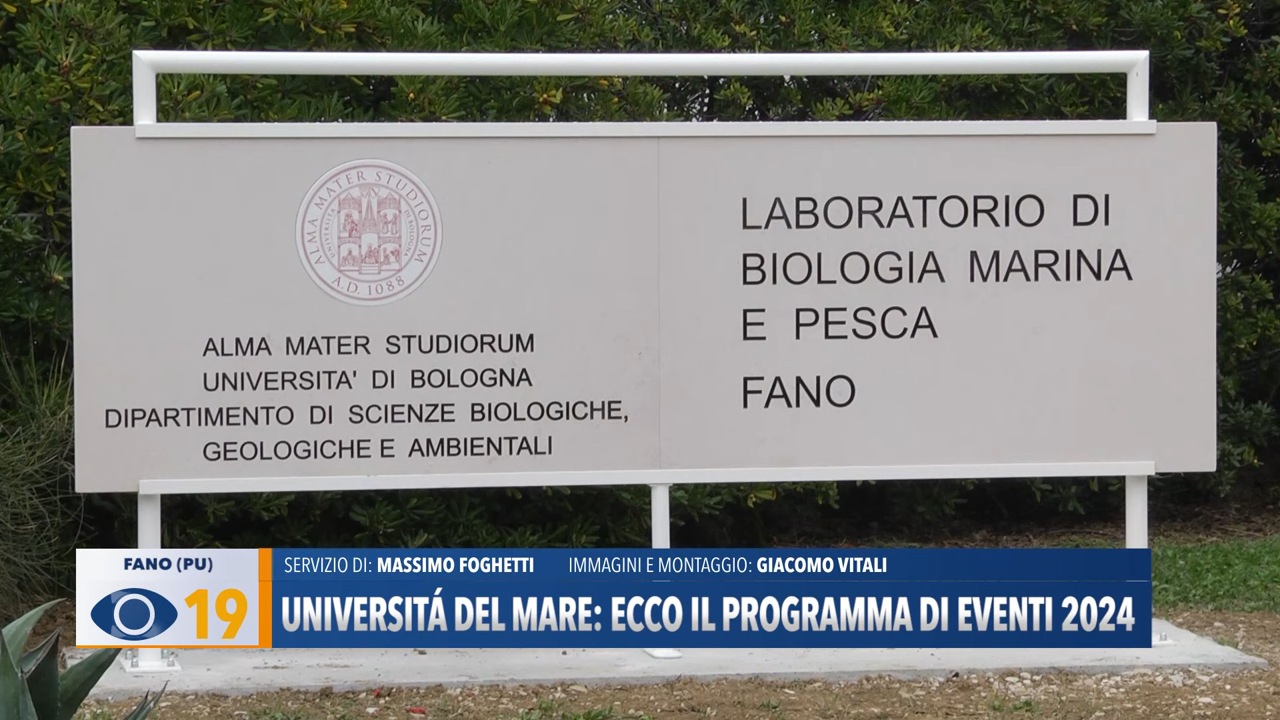 ALMA MATER STUDIORUM
A.D. 1088
ALMA MATER STUDIORUM
UNIVERSITA' DI BOLOGNA
DIPARTIMENTO DI SCIENZE BIOLOGICHE,
GEOLOGICHE E AMBIENTALI
LABORATORIO DI
BIOLOGIA MARINA
E PESCA
FANO
FANO (PU)
19
SERVIZIO DI: MASSIMO FOGHETTI IMMAGINI E MONTAGGIO: GIACOMO VITALI
UNIVERSITÁ DEL MARE: ECCO IL PROGRAMMA DI EVENTI 2024